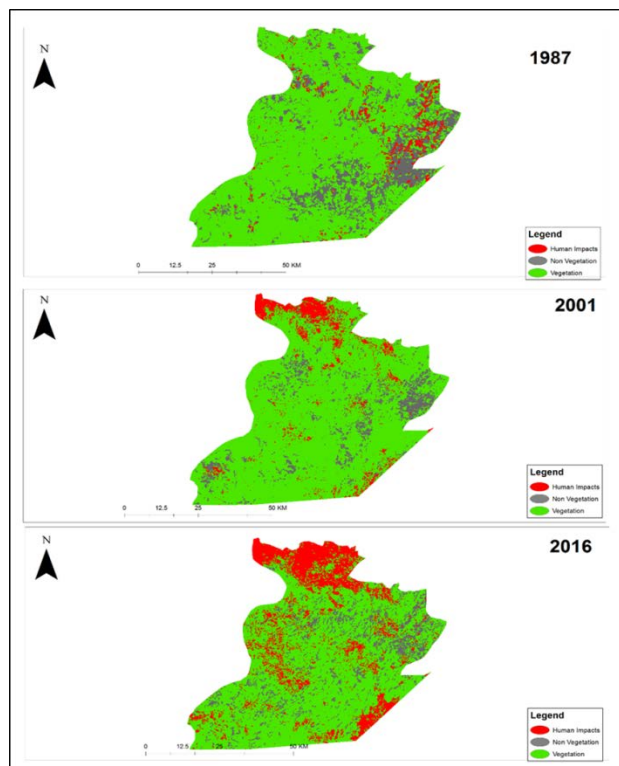 N
1987
Legend
Human Impacts
Non Vegetation
Vegetation
0 12.5 25 50 KM
N
2001
Legend
Human Impacts
Non Vegetation
Vegetation
0 12.5 25 50 KM
N
2016
Legend
Human Impacts
Non Vegetation
Vegetation
0 12.5 25 50 KM